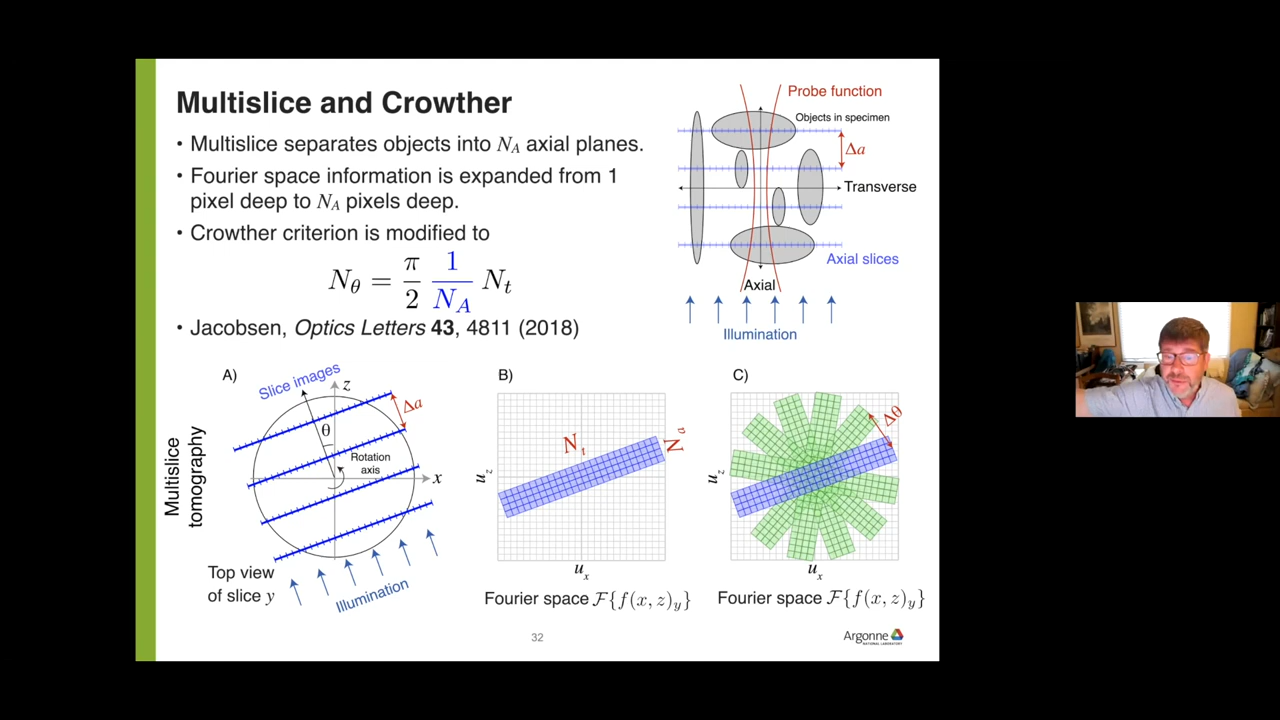 Multislice and Crowther
• Multislice separates objects into N_A axial planes.
• Fourier space information is expanded from 1
pixel deep to N_A pixels deep.
• Crowther criterion is modified to
N_θ = π/2 1/N_A N_t
• Jacobsen, Optics Letters 43, 4811 (2018)
Probe function
Objects in specimen
Δa
Transverse
Axial slices
Axial
Illumination
A)
Slice images
z
Δa
θ
Rotation
axis
x
Multislice
tomography
Top view
of slice y
Illumination
B)
N_t
N_a
u_z
u_x
Fourier space F{f(x, z)_y}
C)
Δθ
u_z
u_x
Fourier space F{f(x, z)_y}
32
Argonne
NATIONAL LABORATORY